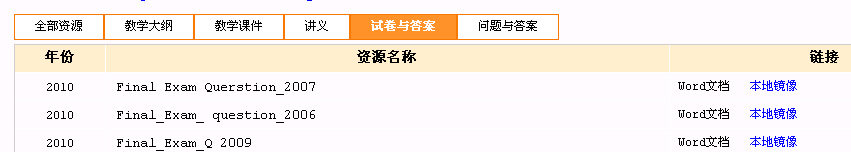 全部资源 教学大纲 教学课件 讲义 试卷与答案 问题与答案
年份 资源名称 链接
2010 Final Exam Querstion_2007 Word文档 本地镜像
2010 Final_Exam_ question_2006 Word文档 本地镜像
2010 Final_Exam_Q 2009 Word文档 本地镜像